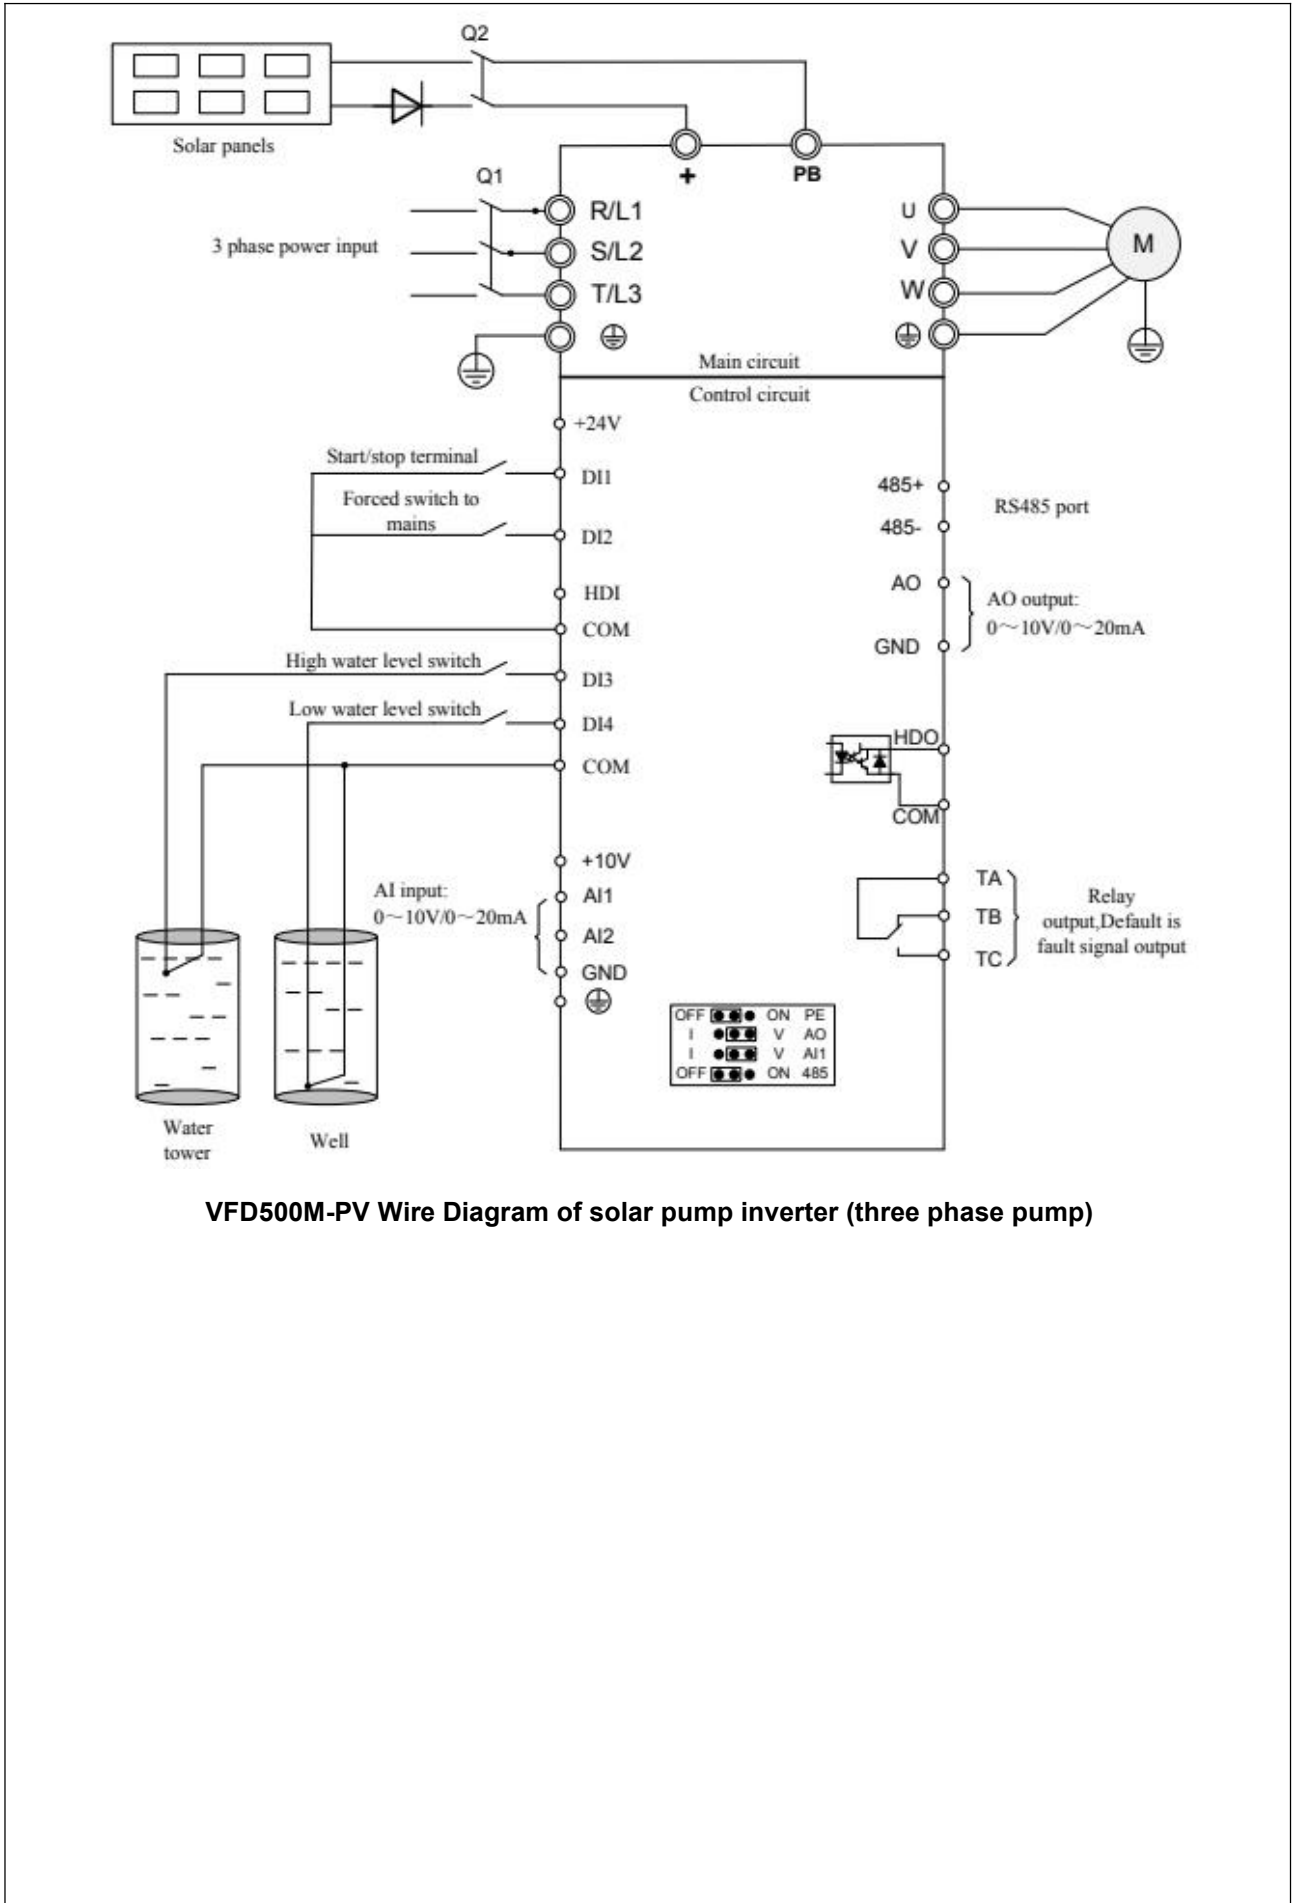 Q2
Solar panels
+
PB
Q1
R/L1
U
3 phase power input
S/L2
V
M
T/L3
W
Main circuit
Control circuit
+24V
Start/stop terminal
DI1
485+
Forced switch to
mains
RS485 port
485-
DI2
HDI
AO
AO output:
0～10V/0～20mA
COM
GND
High water level switch
DI3
Low water level switch
DI4
HDO
COM
COM
+10V
AI input:
0～10V/0～20mA
AI1
AI2
GND
TA
TB
TC
Relay
output,Default is
fault signal output
OFF ON PE
I V AO
I V AI1
OFF ON 485
Water
tower
Well
VFD500M-PV Wire Diagram of solar pump inverter (three phase pump)